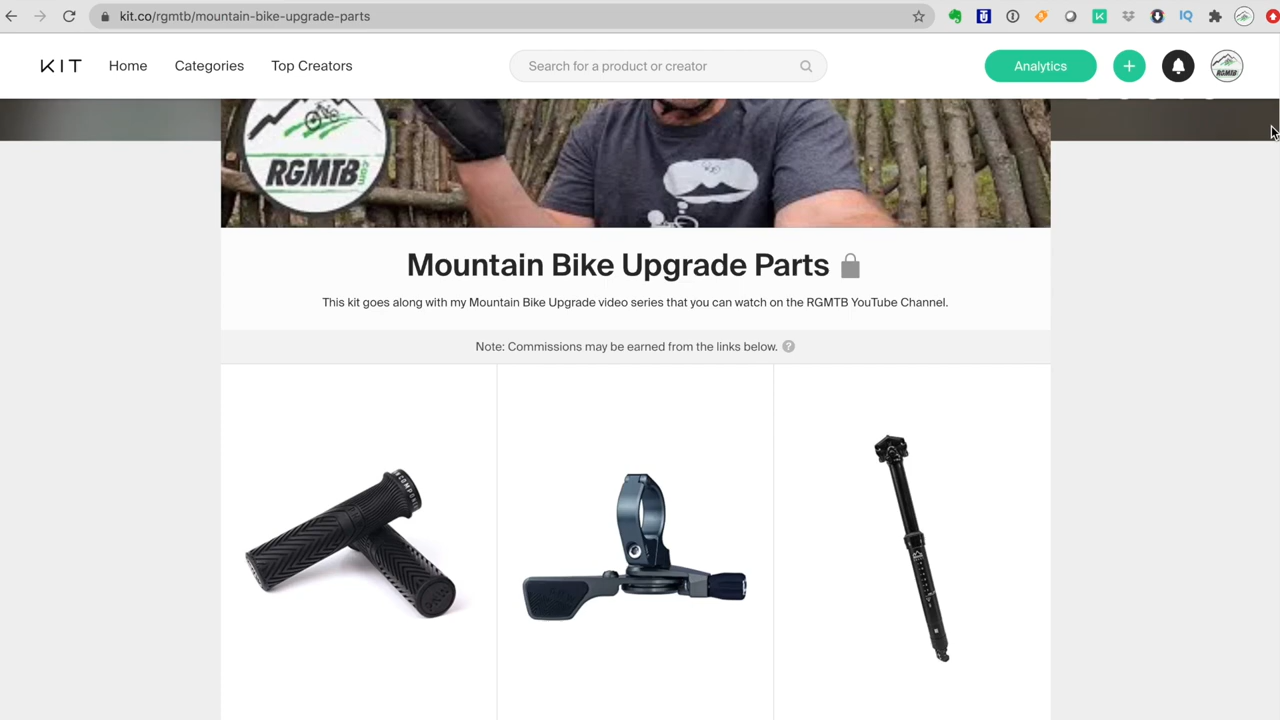 kit.co/rgmtb/mountain-bike-upgrade-parts
KIT Home Categories Top Creators
Search for a product or creator
Analytics
RGMTB
RGMTB.com
Mountain Bike Upgrade Parts
This kit goes along with my Mountain Bike Upgrade video series that you can watch on the RGMTB YouTube Channel.
Note: Commissions may be earned from the links below.